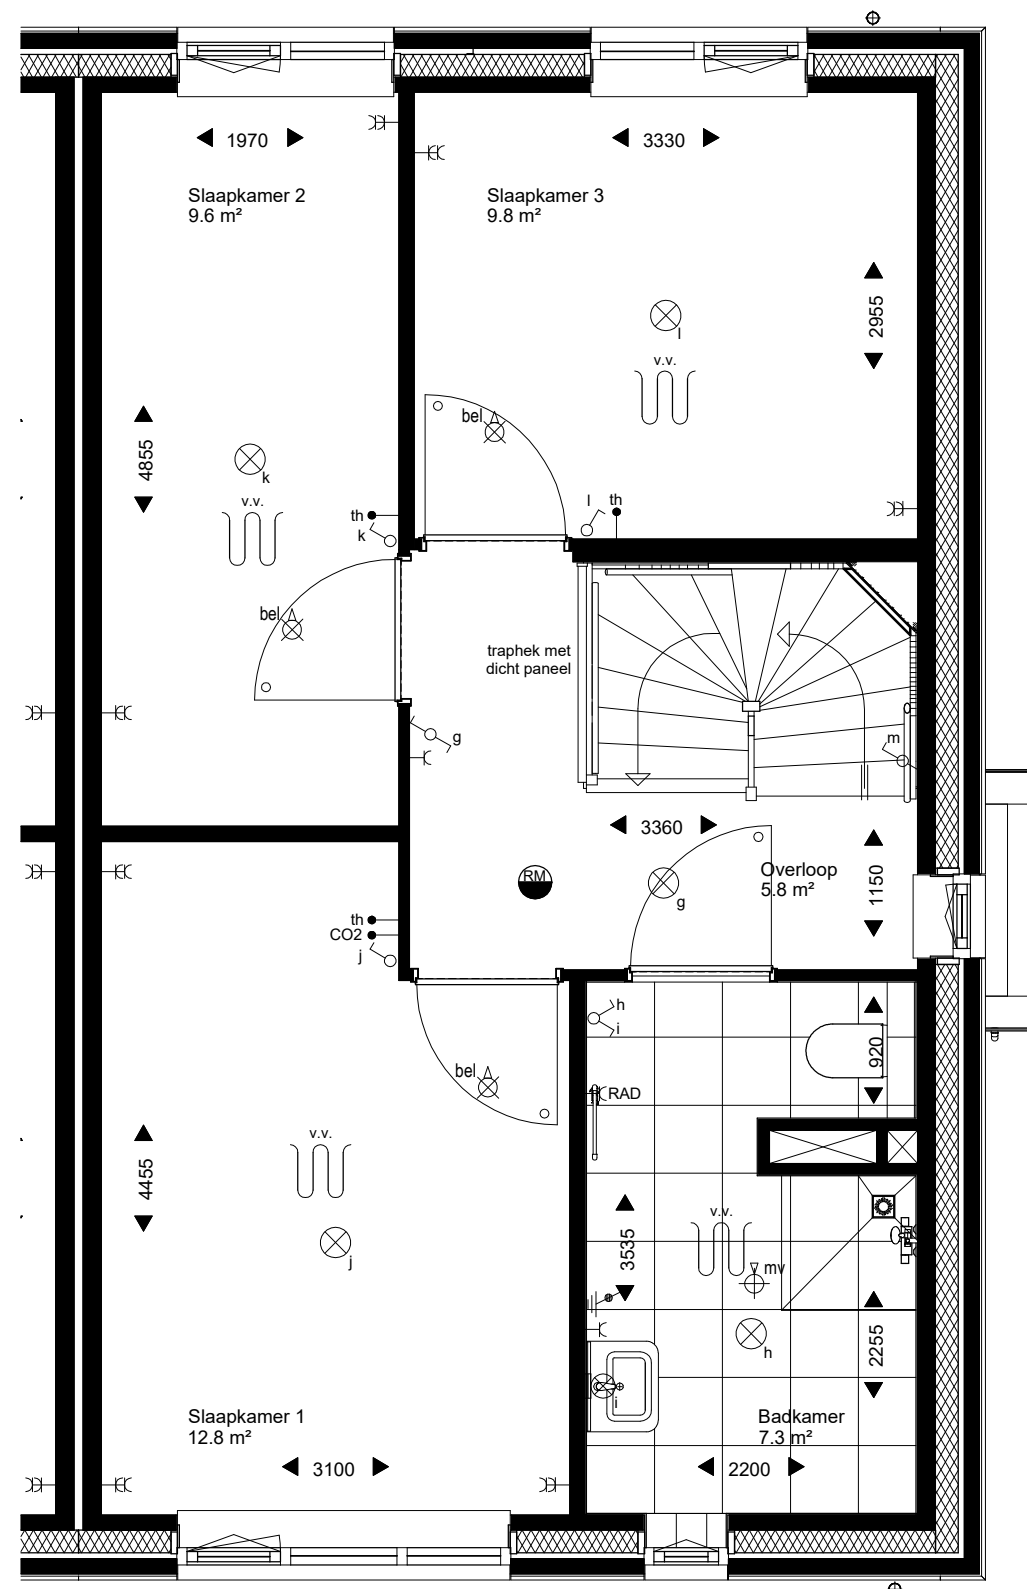 1970
3330
Slaapkamer 2
9.6 m²
Slaapkamer 3
9.8 m²
2955
l
v.v.
bel
4855
k
v.v.
th
k
l
th
bel
traphek met
dicht paneel
g
m
3360
Overloop
5.8 m²
1150
RM
g
th
CO2
j
h
i
920
bel
RAD
v.v.
4455
j
v.v.
3535
mv
h
2255
i
Slaapkamer 1
12.8 m²
Badkamer
7.3 m²
3100
2200